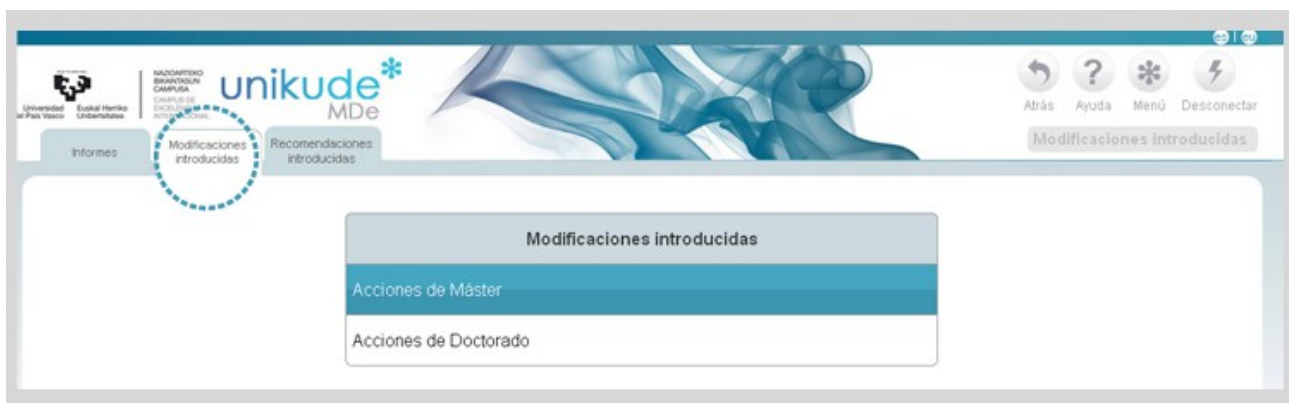 es | eu
Universidad
del País Vasco
Euskal Herriko
Unibertsitatea
NAZIOARTEKO
BIKAINTASUN
CAMPUSA
CAMPUS DE
EXCELENCIA
INTERNACIONAL
unikude*
MDe
Atrás Ayuda Menú Desconectar
Modificaciones introducidas
Informes
Modificaciones
introducidas
Recomendaciones
introducidas
Modificaciones introducidas
Acciones de Máster
Acciones de Doctorado